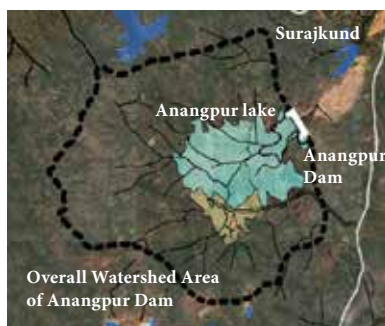 Surajkund
Anangpur lake
Anangpur
Dam
Overall Watershed Area
of Anangpur Dam